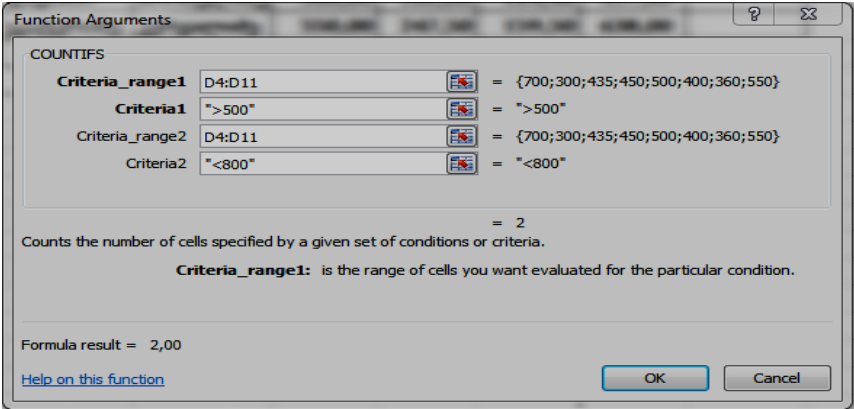 Function Arguments
COUNTIFS
Criteria_range1 D4:D11 = {700;300;435;450;500;400;360;550}
Criteria1 ">500" = ">500"
Criteria_range2 D4:D11 = {700;300;435;450;500;400;360;550}
Criteria2 "<800" = "<800"
= 2
Counts the number of cells specified by a given set of conditions or criteria.
Criteria_range1: is the range of cells you want evaluated for the particular condition.
Formula result = 2,00
Help on this function
OK Cancel